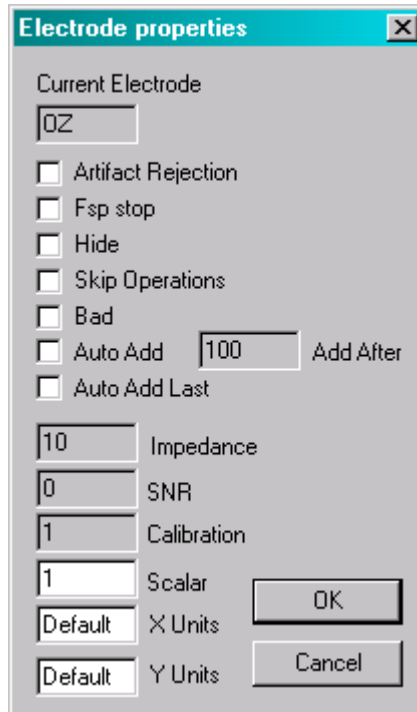 Electrode properties
Current Electrode
OZ
Artifact Rejection
Fsp stop
Hide
Skip Operations
Bad
Auto Add 100 Add After
Auto Add Last
10 Impedance
0 SNR
1 Calibration
1 Scalar
OK
Default X Units
Cancel
Default Y Units